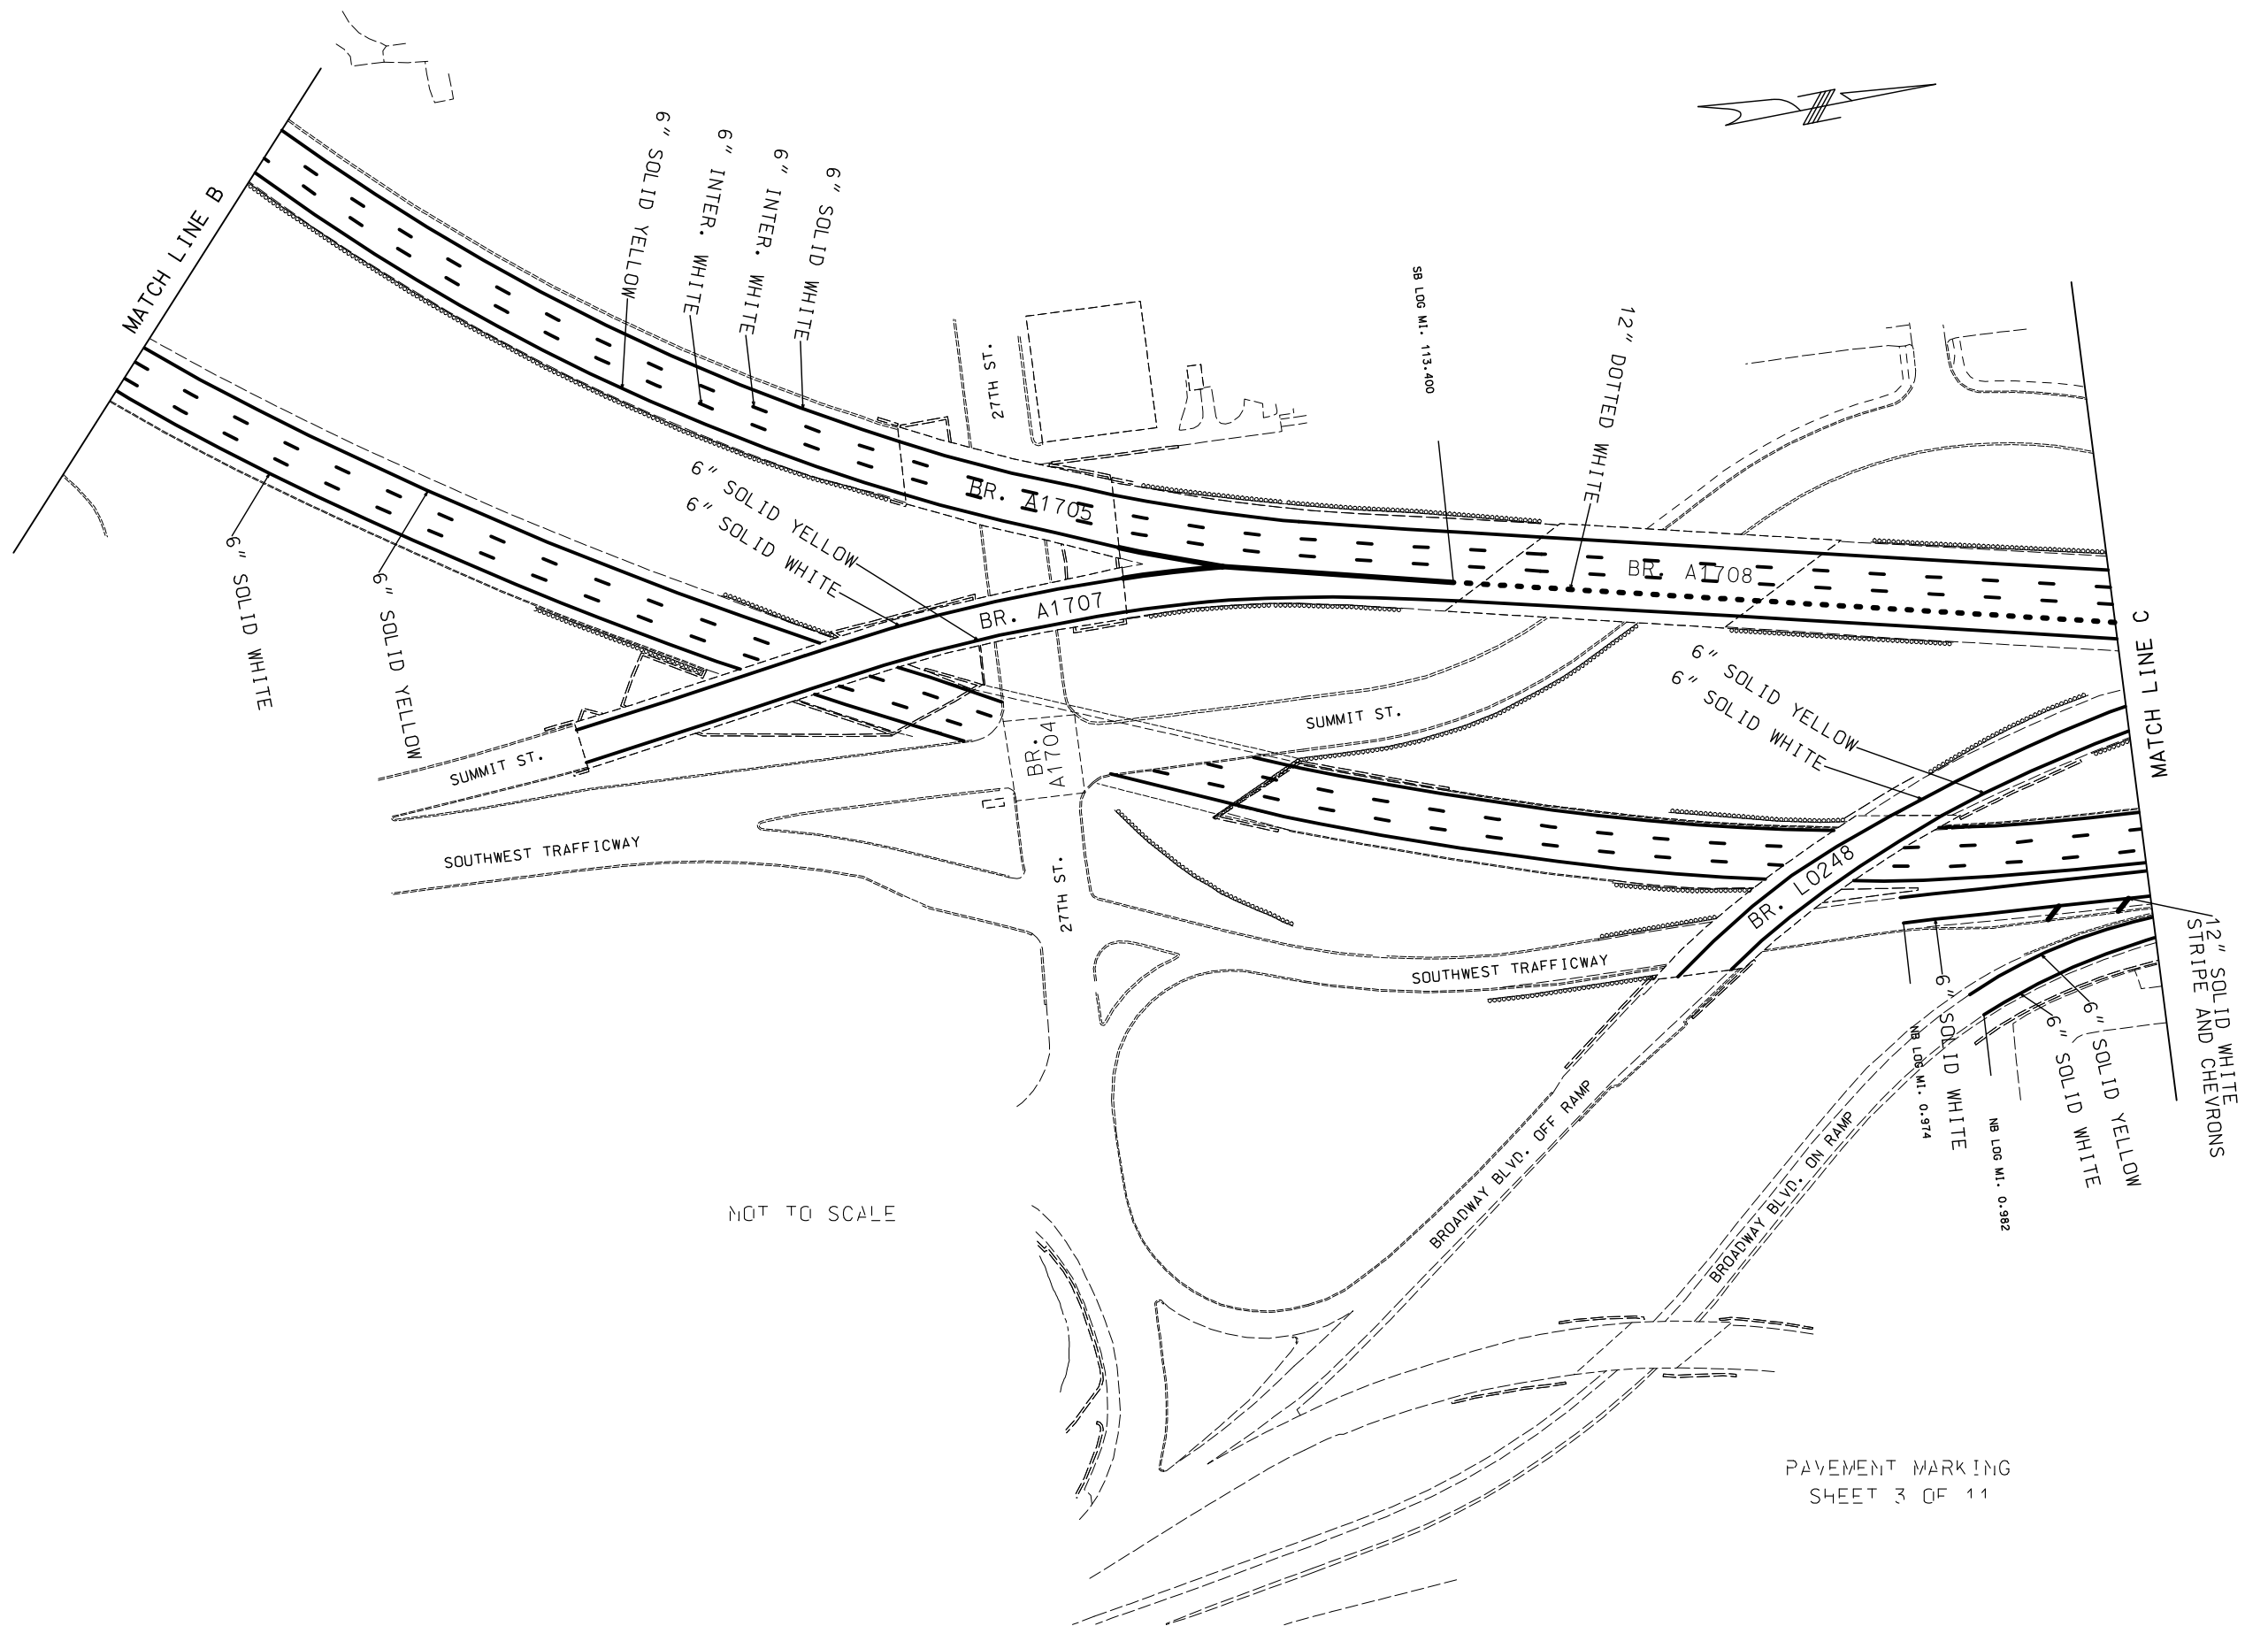 MATCH LINE B
6" SOLID YELLOW
6" INTER. WHITE
6" INTER. WHITE
6" SOLID WHITE
27TH ST.
SB LOG MI. 113.400
12" DOTTED WHITE
6" SOLID YELLOW
6" SOLID WHITE
BR. A1705
BR. A1708
BR. A1707
6" SOLID WHITE
6" SOLID YELLOW
6" SOLID YELLOW
6" SOLID WHITE
MATCH LINE C
SUMMIT ST.
SUMMIT ST.
BR.
A1704
SOUTHWEST TRAFFICWAY
27TH ST.
BR. L0248
SOUTHWEST TRAFFICWAY
12" SOLID WHITE
STRIPE AND CHEVRONS
6" SOLID WHITE
NB LOG MI. 0.974
6" SOLID YELLOW
6" SOLID WHITE
NB LOG MI. 0.982
BROADWAY BLVD. OFF RAMP
BROADWAY BLVD. ON RAMP
NOT TO SCALE
PAVEMENT MARKING
SHEET 3 OF 11